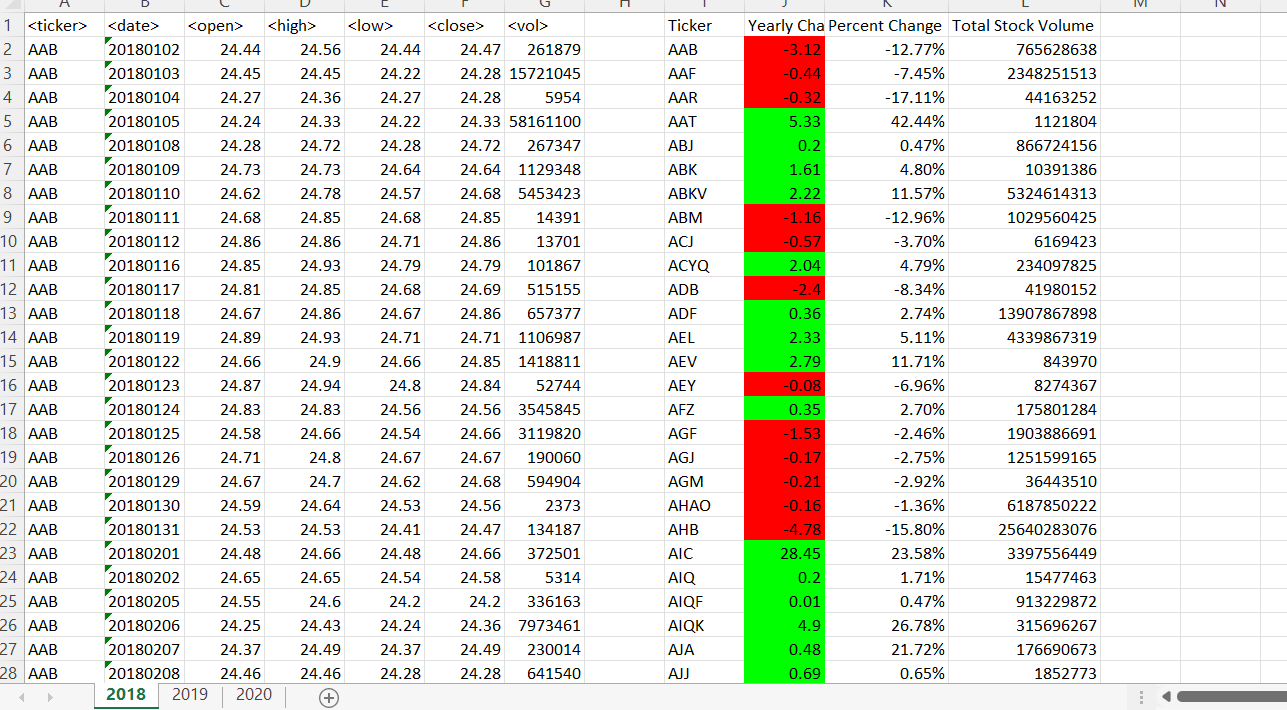 A B C D E F G H I J K L M N
1 <ticker> <date> <open> <high> <low> <close> <vol> Ticker Yearly Cha Percent Change Total Stock Volume
2 AAB 20180102 24.44 24.56 24.44 24.47 261879 AAB -3.12 -12.77% 765628638
3 AAB 20180103 24.45 24.45 24.22 24.28 15721045 AAF -0.44 -7.45% 2348251513
4 AAB 20180104 24.27 24.36 24.27 24.28 5954 AAR -0.32 -17.11% 44163252
5 AAB 20180105 24.24 24.33 24.22 24.33 58161100 AAT 5.33 42.44% 1121804
6 AAB 20180108 24.28 24.72 24.28 24.72 267347 ABJ 0.2 0.47% 866724156
7 AAB 20180109 24.73 24.73 24.64 24.64 1129348 ABK 1.61 4.80% 10391386
8 AAB 20180110 24.62 24.78 24.57 24.68 5453423 ABKV 2.22 11.57% 5324614313
9 AAB 20180111 24.68 24.85 24.68 24.85 14391 ABM -1.16 -12.96% 1029560425
10 AAB 20180112 24.86 24.86 24.71 24.86 13701 ACJ -0.57 -3.70% 6169423
11 AAB 20180116 24.85 24.93 24.79 24.79 101867 ACYQ 2.04 4.79% 234097825
12 AAB 20180117 24.81 24.85 24.68 24.69 515155 ADB -2.4 -8.34% 41980152
13 AAB 20180118 24.67 24.86 24.67 24.86 657377 ADF 0.36 2.74% 13907867898
14 AAB 20180119 24.89 24.93 24.71 24.71 1106987 AEL 2.33 5.11% 4339867319
15 AAB 20180122 24.66 24.9 24.66 24.85 1418811 AEV 2.79 11.71% 843970
16 AAB 20180123 24.87 24.94 24.8 24.84 52744 AEY -0.08 -6.96% 8274367
17 AAB 20180124 24.83 24.83 24.56 24.56 3545845 AFZ 0.35 2.70% 175801284
18 AAB 20180125 24.58 24.66 24.54 24.66 3119820 AGF -1.53 -2.46% 1903886691
19 AAB 20180126 24.71 24.8 24.67 24.67 190060 AGJ -0.17 -2.75% 1251599165
20 AAB 20180129 24.67 24.7 24.62 24.68 594904 AGM -0.21 -2.92% 36443510
21 AAB 20180130 24.59 24.64 24.53 24.56 2373 AHAO -0.16 -1.36% 6187850222
22 AAB 20180131 24.53 24.53 24.41 24.47 134187 AHB -4.78 -15.80% 25640283076
23 AAB 20180201 24.48 24.66 24.48 24.66 372501 AIC 28.45 23.58% 3397556449
24 AAB 20180202 24.65 24.65 24.54 24.58 5314 AIQ 0.2 1.71% 15477463
25 AAB 20180205 24.55 24.6 24.2 24.2 336163 AIQF 0.01 0.47% 913229872
26 AAB 20180206 24.25 24.43 24.24 24.36 7973461 AIQK 4.9 26.78% 315696267
27 AAB 20180207 24.37 24.49 24.37 24.49 230014 AJA 0.48 21.72% 176690673
28 AAB 20180208 24.46 24.46 24.28 24.28 641540 AJJ 0.69 0.65% 1852773
2018 2019 2020